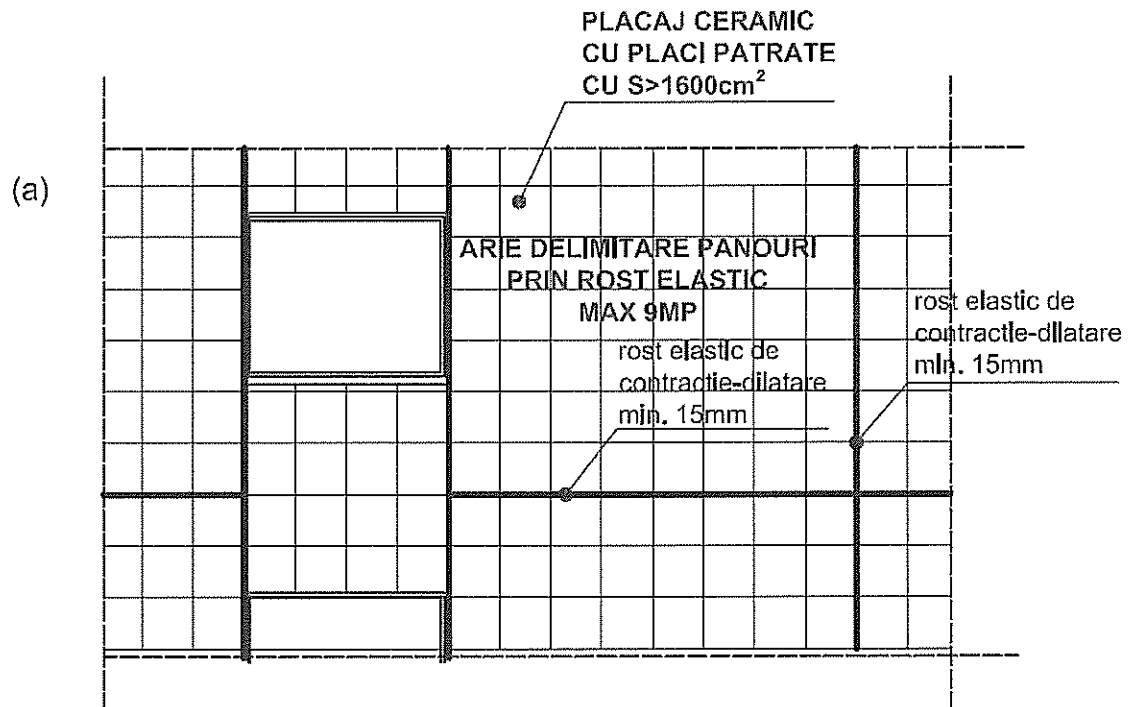 PLACAJ CERAMIC
CU PLACI PATRATE
CU S>1600cm²
(a)
ARIE DELIMITARE PANOURI
PRIN ROST ELASTIC
MAX 9MP
rost elastic de
contractie-dilatare
min. 15mm
rost elastic de
contractie-dilatare
min. 15mm